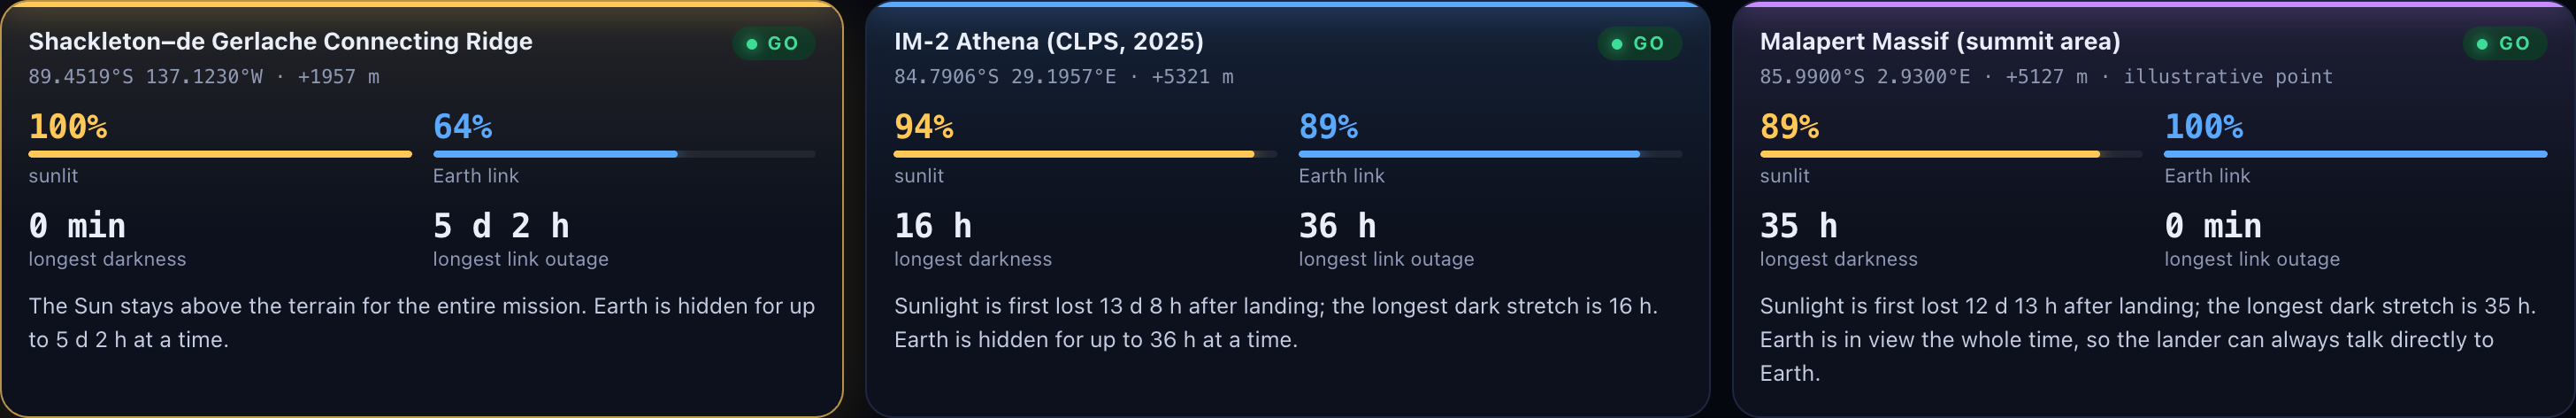 Shackleton–de Gerlache Connecting Ridge
GO
89.4519°S 137.1230°W · +1957 m
100%
64%
sunlit
Earth link
0 min
5 d 2 h
longest darkness
longest link outage
The Sun stays above the terrain for the entire mission. Earth is hidden for up
to 5 d 2 h at a time.
IM-2 Athena (CLPS, 2025)
GO
84.7906°S 29.1957°E · +5321 m
94%
89%
sunlit
Earth link
16 h
36 h
longest darkness
longest link outage
Sunlight is first lost 13 d 8 h after landing; the longest dark stretch is 16 h.
Earth is hidden for up to 36 h at a time.
Malapert Massif (summit area)
GO
85.9900°S 2.9300°E · +5127 m · illustrative point
89%
100%
sunlit
Earth link
35 h
0 min
longest darkness
longest link outage
Sunlight is first lost 12 d 13 h after landing; the longest dark stretch is 35 h.
Earth is in view the whole time, so the lander can always talk directly to
Earth.